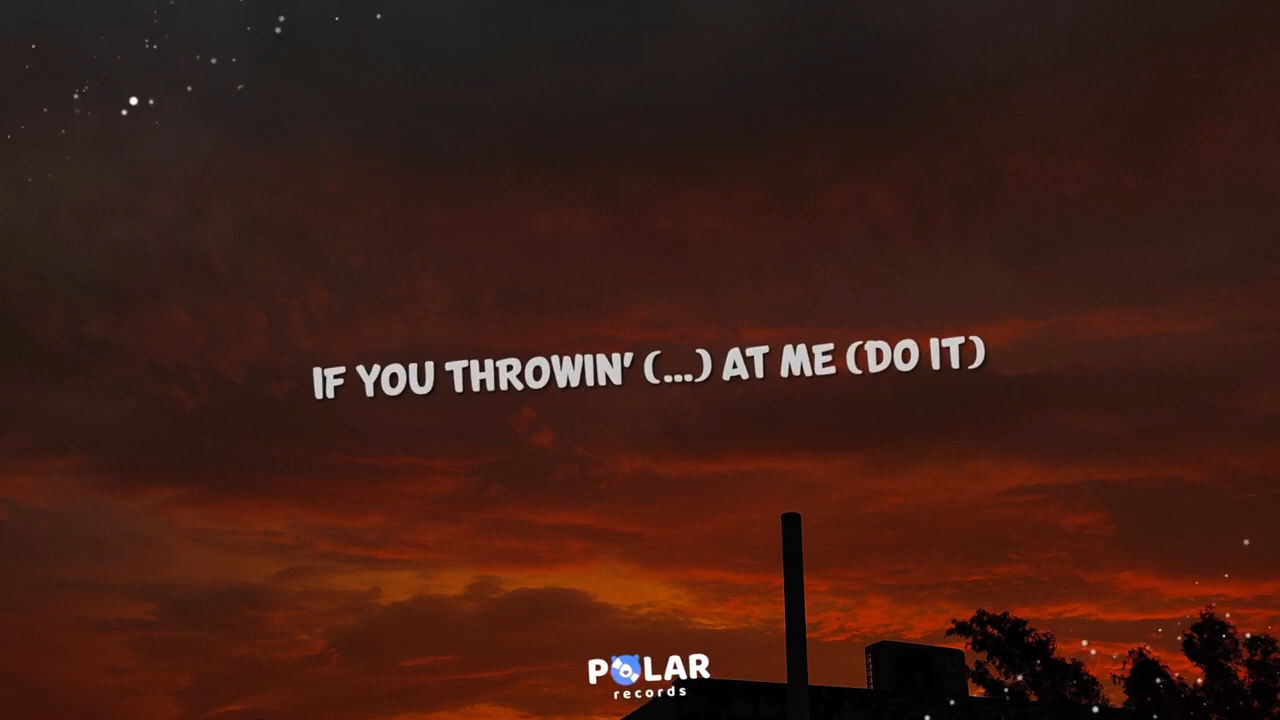 IF YOU THROWIN' (...) AT ME (DO IT)
POLAR
records